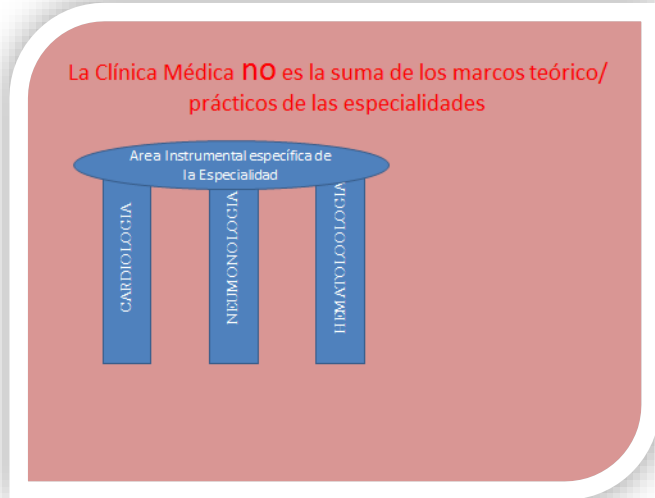 La Clínica Médica no es la suma de los marcos teórico/
prácticos de las especialidades
Area Instrumental específica de
la Especialidad
CARDIOLOGIA
NEUMONOLOGIA
HEMATOLOOLOGIA